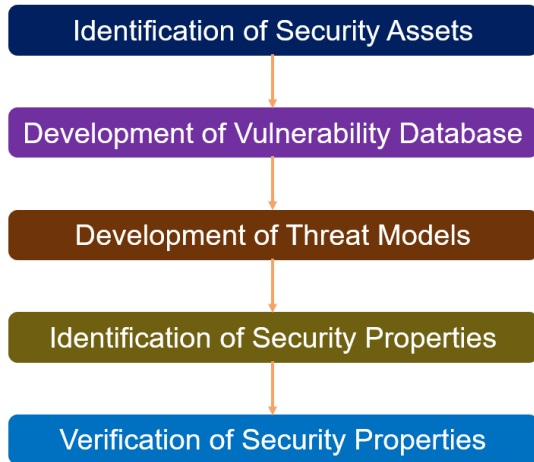 Identification of Security Assets
Development of Vulnerability Database
Development of Threat Models
Identification of Security Properties
Verification of Security Properties